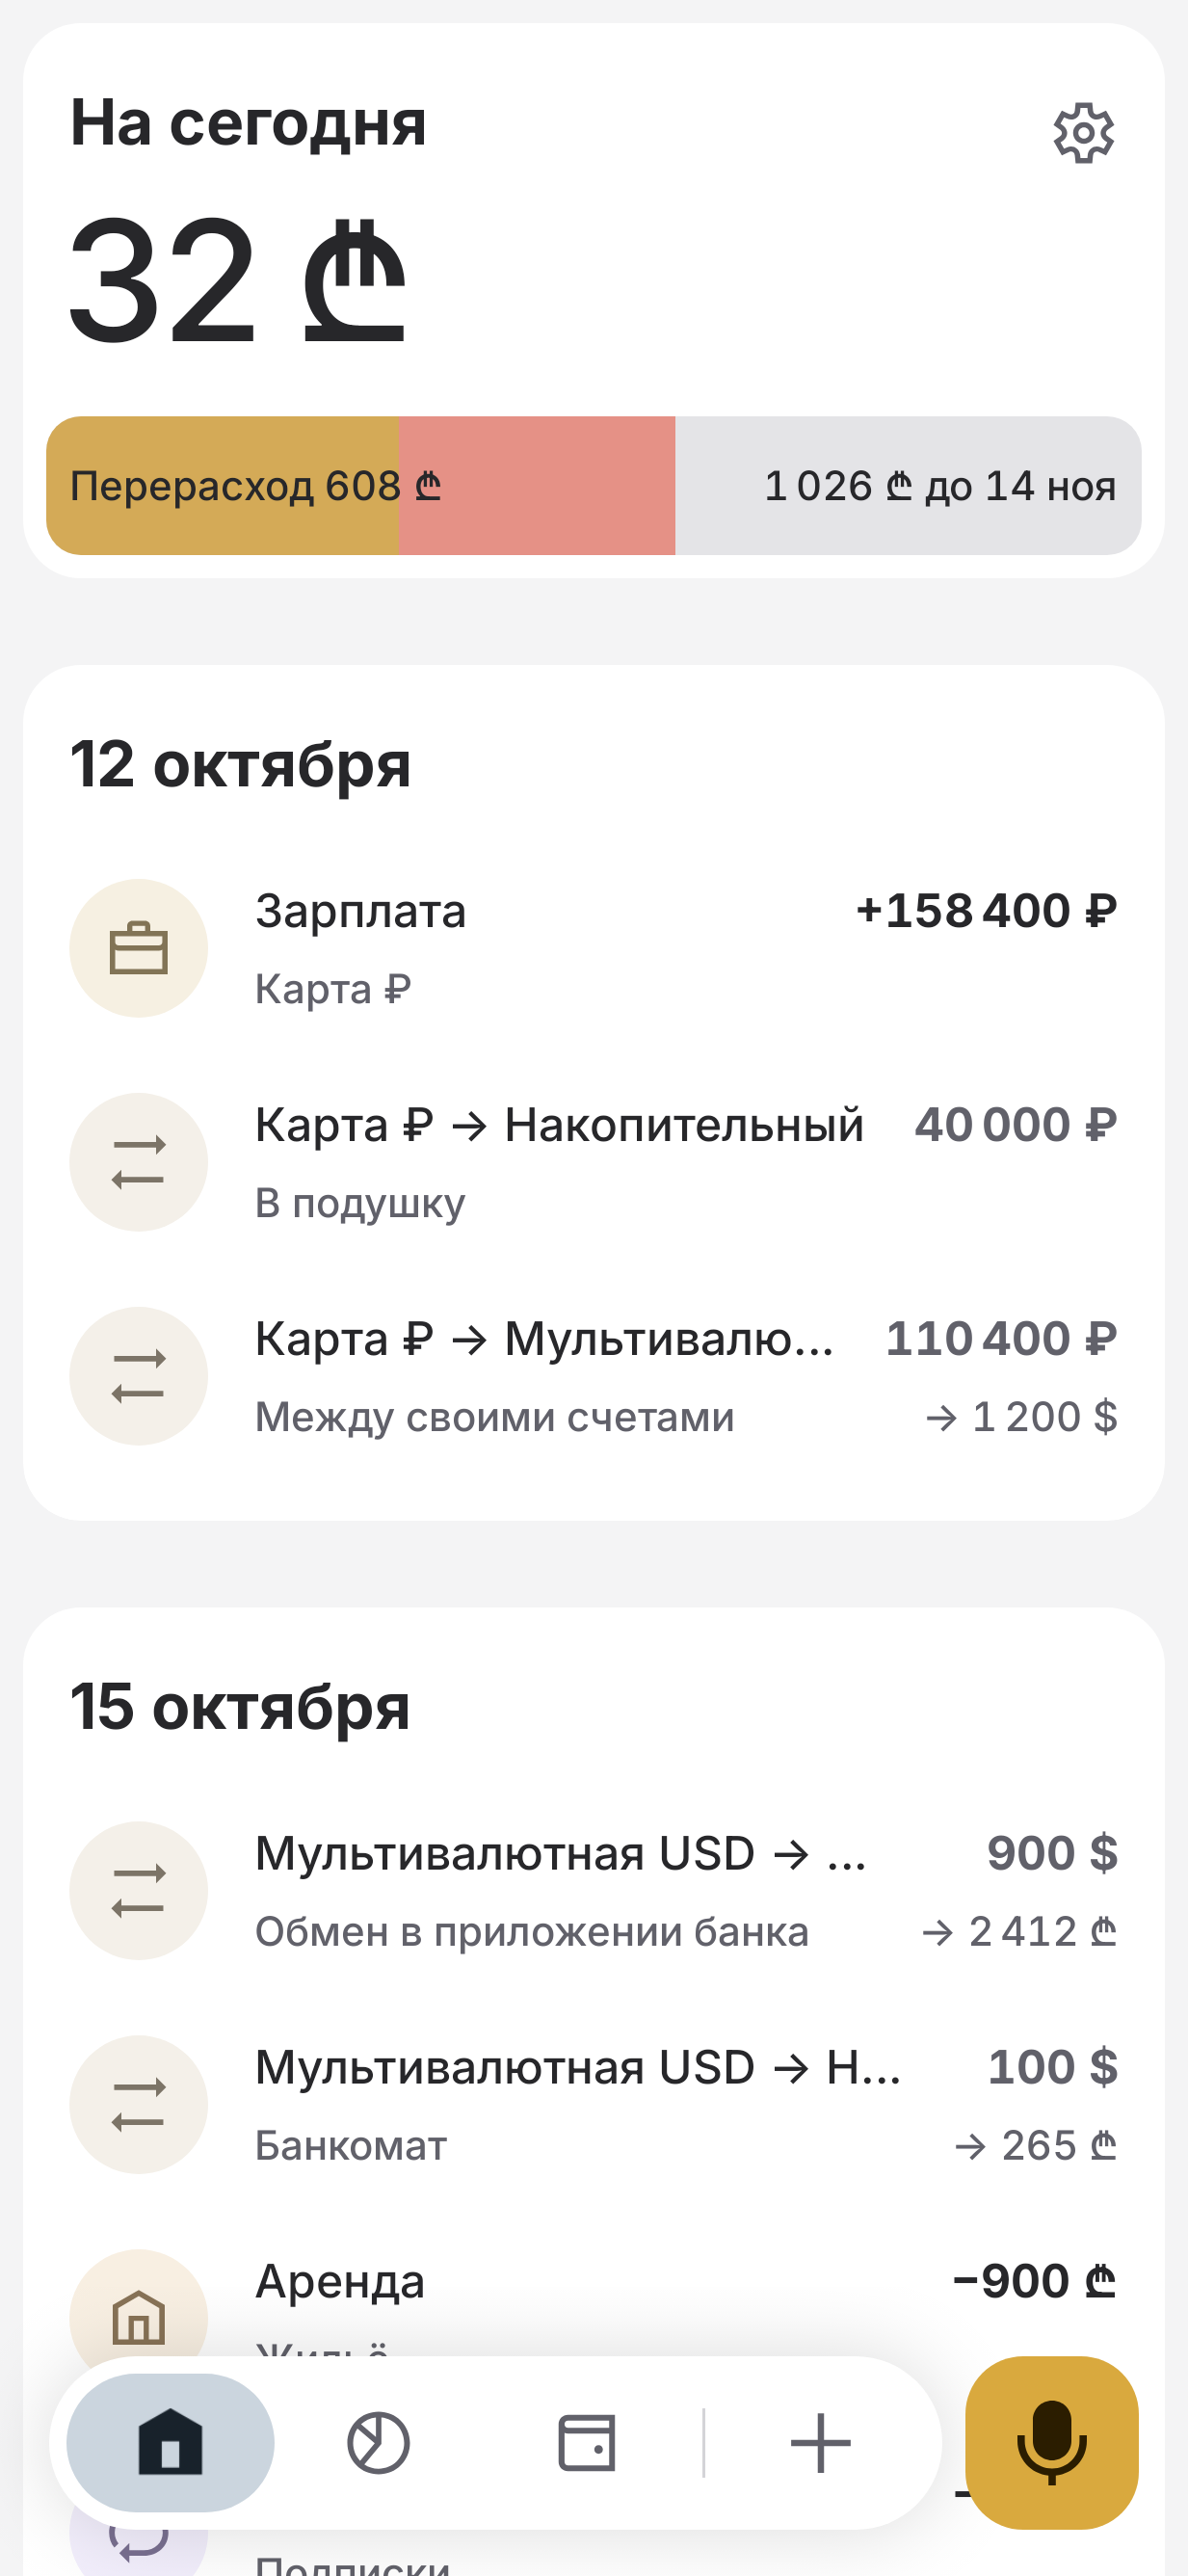 На сегодня
32 ₾
Перерасход 608 ₾
1 026 ₾ до 14 ноя
12 октября
Зарплата
+158 400 ₽
Карта ₽
Карта ₽ → Накопительный
40 000 ₽
В подушку
Карта ₽ → Мультивалю...
110 400 ₽
Между своими счетами
→ 1 200 $
15 октября
Мультивалютная USD → ...
900 $
Обмен в приложении банка
→ 2 412 ₾
Мультивалютная USD → Н...
100 $
Банкомат
→ 265 ₾
Аренда
−900 ₾
Жильё
Подписки